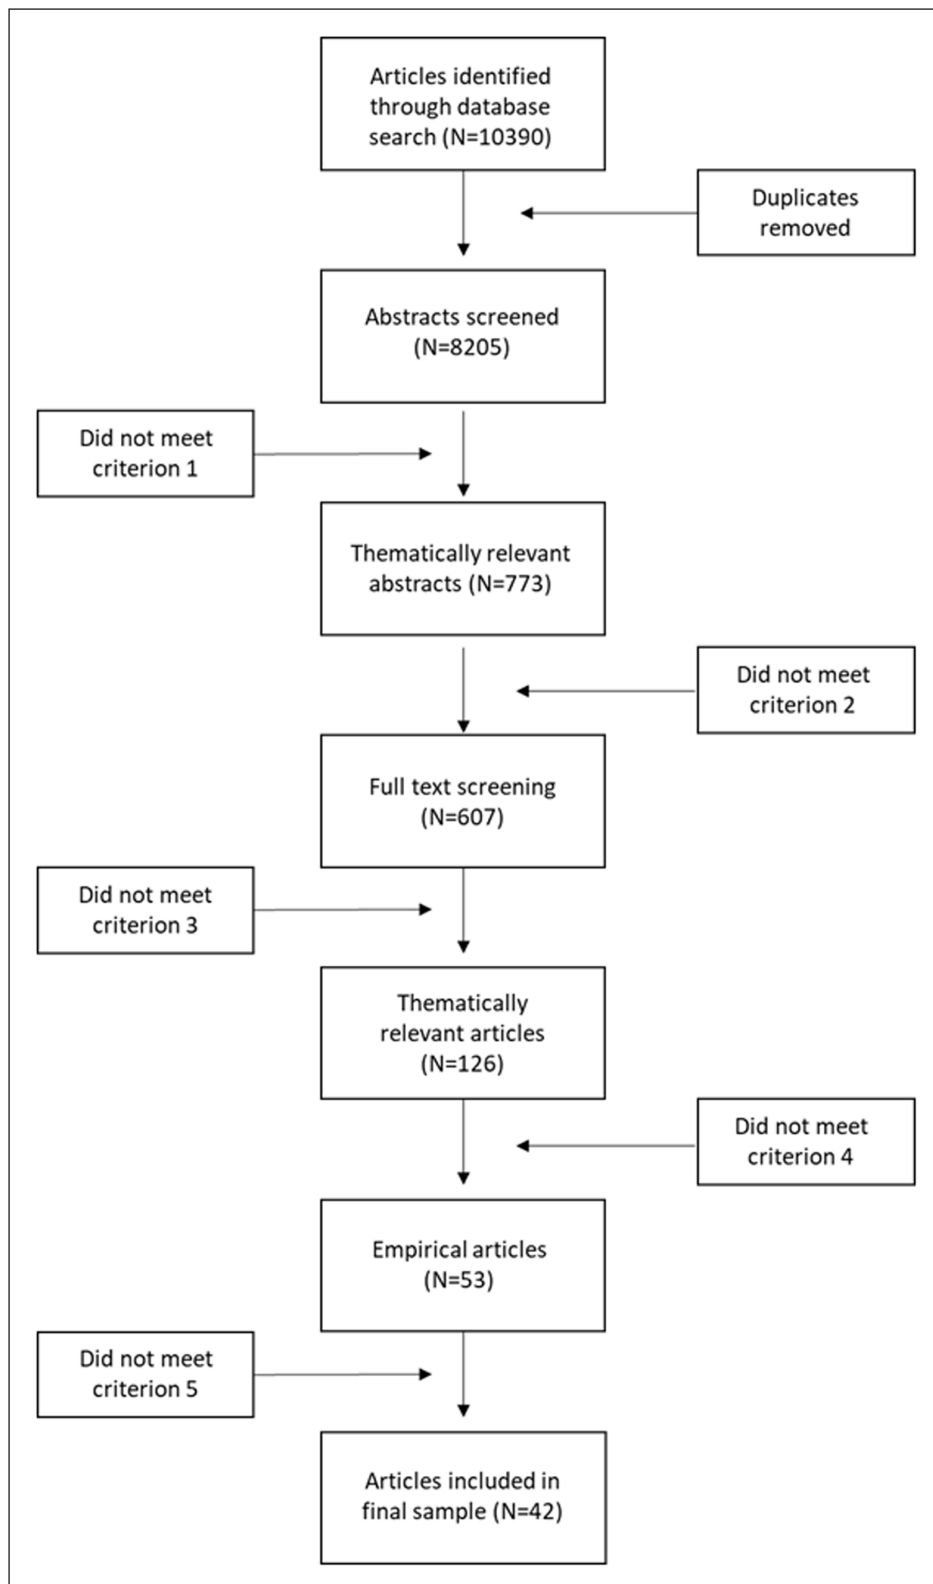 Articles identified
through database
search (N=10390)
Duplicates
removed
Abstracts screened
(N=8205)
Did not meet
criterion 1
Thematically relevant
abstracts (N=773)
Did not meet
criterion 2
Full text screening
(N=607)
Did not meet
criterion 3
Thematically
relevant articles
(N=126)
Did not meet
criterion 4
Empirical articles
(N=53)
Did not meet
criterion 5
Articles included in
final sample (N=42)